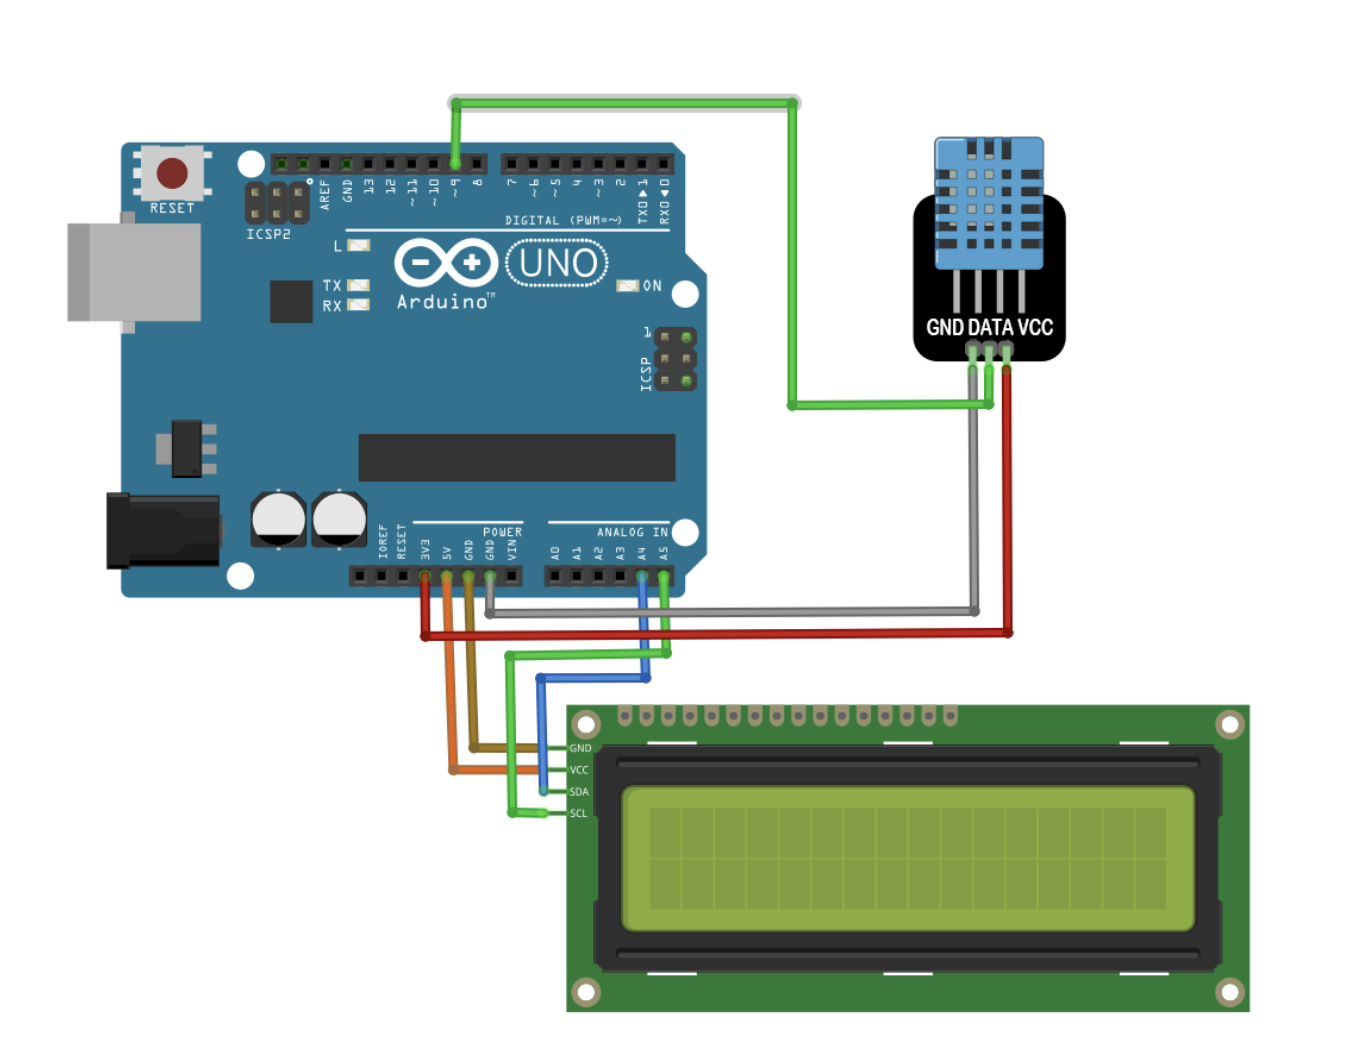 RESET
ICSP2
AREF
GND
13
12
~11
~10
~9
8
7
~6
~5
4
~3
2
TX0▶1
RX0◀0
DIGITAL (PWM=~)
L
TX
RX
UNO
Arduino™
ON
1
ICSP
GND DATA VCC
IOREF
RESET
3V3
5V
GND
GND
VIN
POWER
ANALOG IN
A0
A1
A2
A3
A4
A5
GND
VCC
SDA
SCL